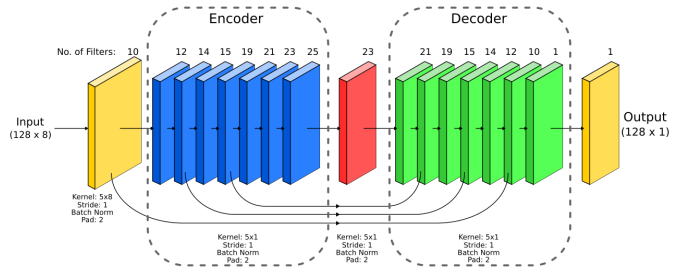 Encoder
Decoder
No. of Filters: 10 12 14 15 19 21 23 25 23 21 19 15 14 12 10 1 1
Input
(128 x 8)
Output
(128 x 1)
Kernel: 5x8
Stride: 1
Batch Norm
Pad: 2
Kernel: 5x1
Stride: 1
Batch Norm
Pad: 2
Kernel: 5x1
Stride: 1
Batch Norm
Pad: 2
Kernel: 5x1
Stride: 1
Batch Norm
Pad: 2